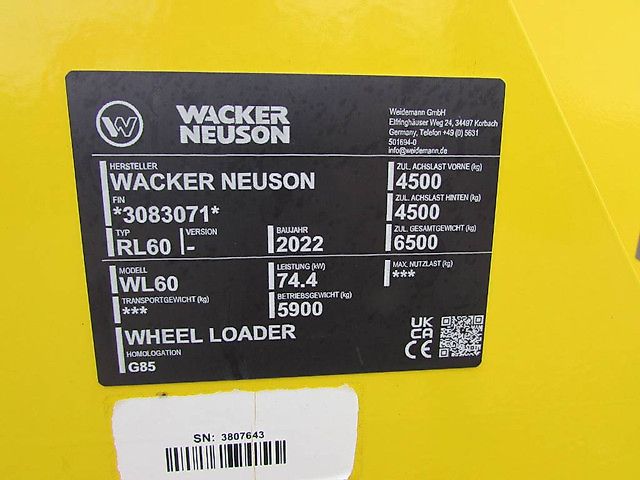 W
WACKER
NEUSON
Weidemann GmbH
Elfringhäuser Weg 24, 34497 Korbach
Germany, Telefon +49 (0) 5631
501694-0
info@weidemann.de
HERSTELLER
WACKER NEUSON
ZUL. ACHSLAST VORNE (kg)
4500
FIN
*3083071*
ZUL. ACHSLAST HINTEN (kg)
4500
TYP
RL60
VERSION
-
BAUJAHR
2022
ZUL. GESAMTGEWICHT (kg)
6500
MODELL
WL60
LEISTUNG (kW)
74.4
MAX. NUTZLAST (kg)
***
TRANSPORTGEWICHT (kg)
***
BETRIEBSGEWICHT (kg)
5900
WHEEL LOADER
HOMOLOGATION
G85
UK
CA
CE
SN: 3807643